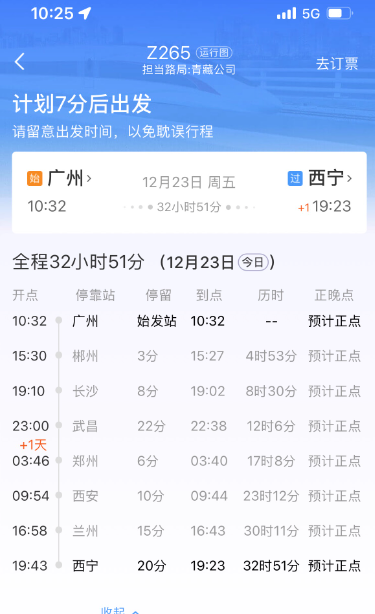 10:25 5G
Z265 运行图
担当路局:青藏公司
去订票
计划7分后出发
请留意出发时间，以免耽误行程
始 广州
12月23日 周五
过 西宁
10:32
32小时51分
+1 19:23
全程32小时51分 (12月23日 今日)
开点 停靠站 停留 到点 历时 正晚点
10:32 广州 始发站 10:32 -- 预计正点
15:30 郴州 3分 15:27 4时53分 预计正点
19:10 长沙 8分 19:02 8时30分 预计正点
23:00 武昌 22分 22:38 12时6分 预计正点
+1天
03:46 郑州 6分 03:40 17时8分 预计正点
09:54 西安 10分 09:44 23时12分 预计正点
16:58 兰州 15分 16:43 30时11分 预计正点
19:43 西宁 20分 19:23 32时51分 预计正点
收起